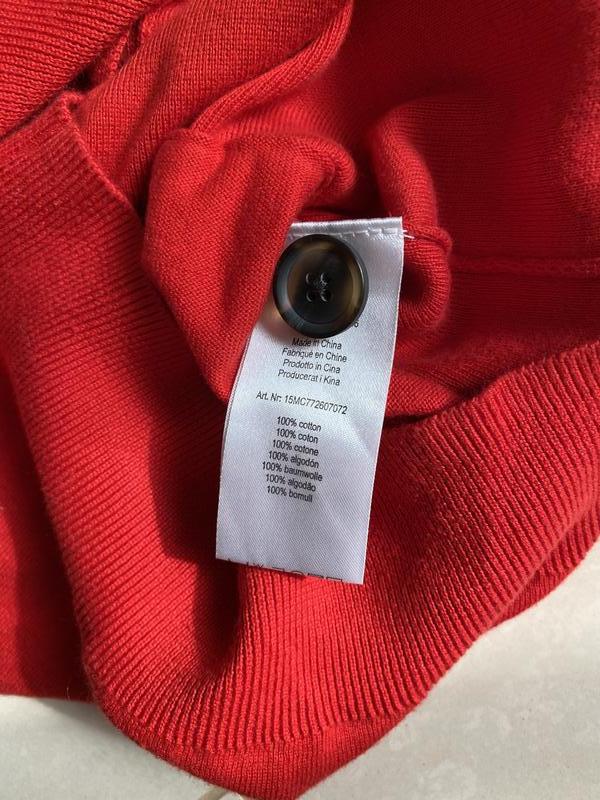 Made in China
Fabriqué en Chine
Prodotto in Cina
Producerat i Kina
Art. Nr: 15MC772607072
100% cotton
100% coton
100% cotone
100% algodón
100% baumwolle
100% algodão
100% bomull